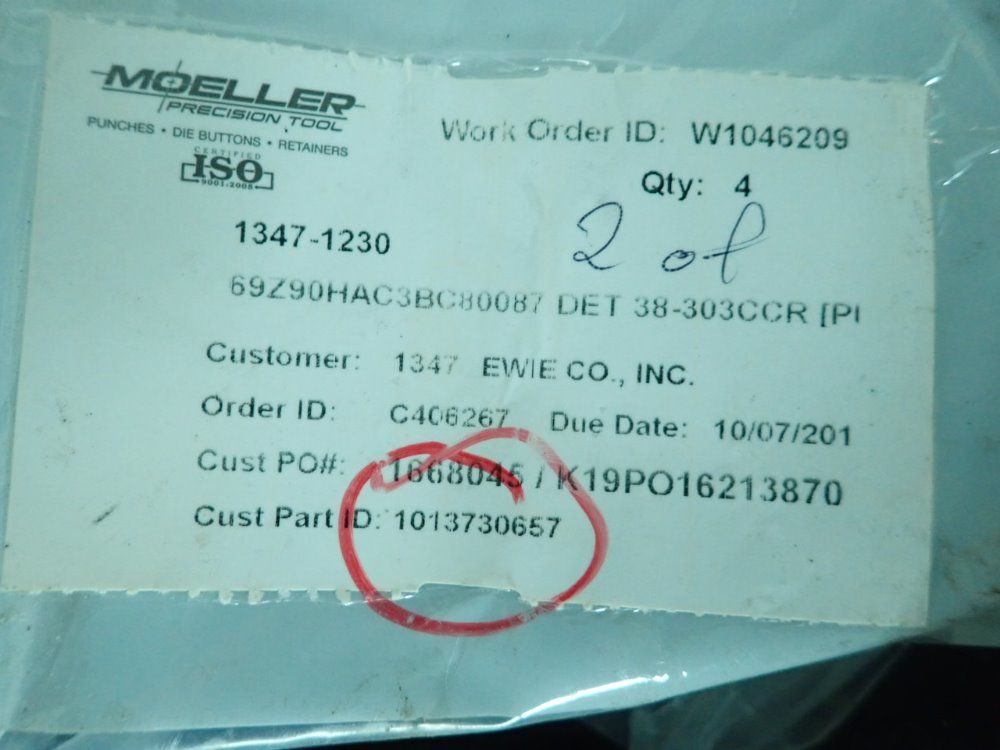 MOELLER
PRECISION TOOL
PUNCHES • DIE BUTTONS • RETAINERS
CERTIFIED
ISO
9001:2008
Work Order ID: W1046209
Qty: 4
2 of
1347-1230
69Z90HAC3BC80087 DET 38-303CCR [PI
Customer: 1347 EWIE CO., INC.
Order ID: C406267 Due Date: 10/07/201
Cust PO#: 1668045 / K19PO16213870
Cust Part ID: 1013730657